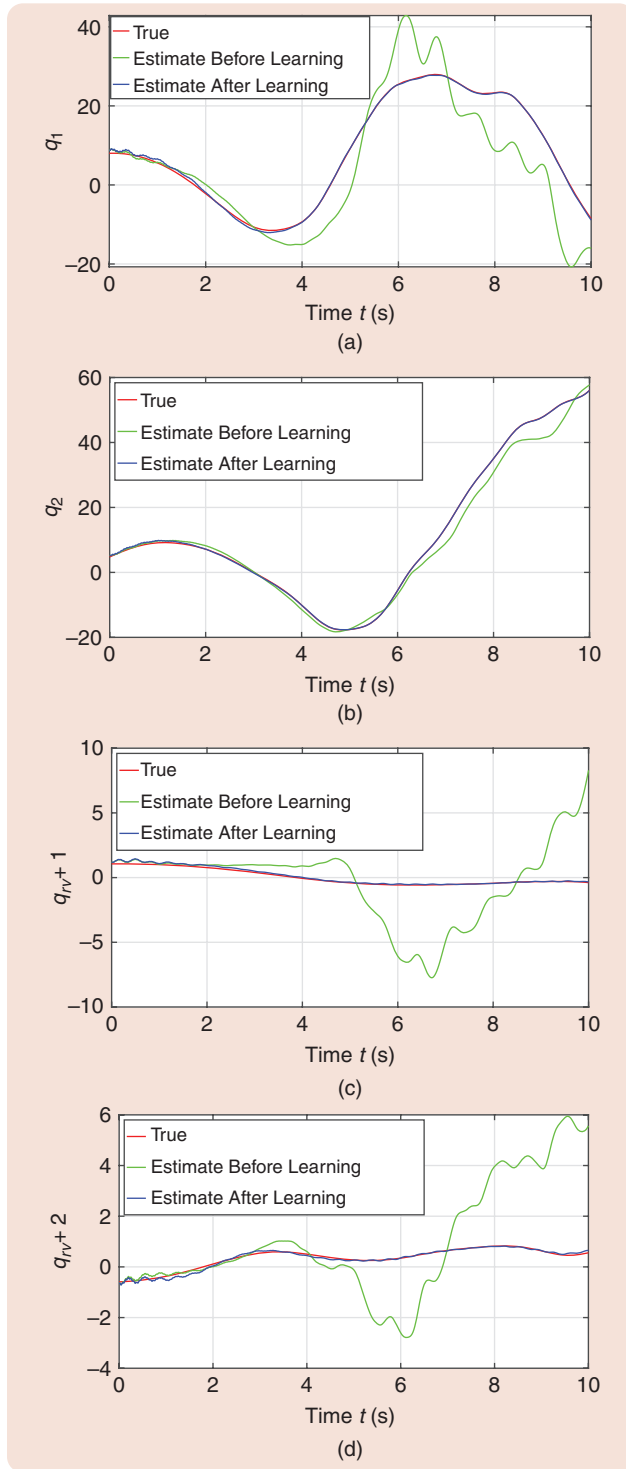 True
Estimate Before Learning
Estimate After Learning
40
20
0
–20
q1
0 2 4 6 8 10
Time t (s)
(a)
60
40
20
0
–20
True
Estimate Before Learning
Estimate After Learning
q2
0 2 4 6 8 10
Time t (s)
(b)
10
5
0
–5
–10
True
Estimate Before Learning
Estimate After Learning
qrv + 1
0 2 4 6 8 10
Time t (s)
(c)
6
4
2
0
–2
–4
True
Estimate Before Learning
Estimate After Learning
qrv + 2
0 2 4 6 8 10
Time t (s)
(d)